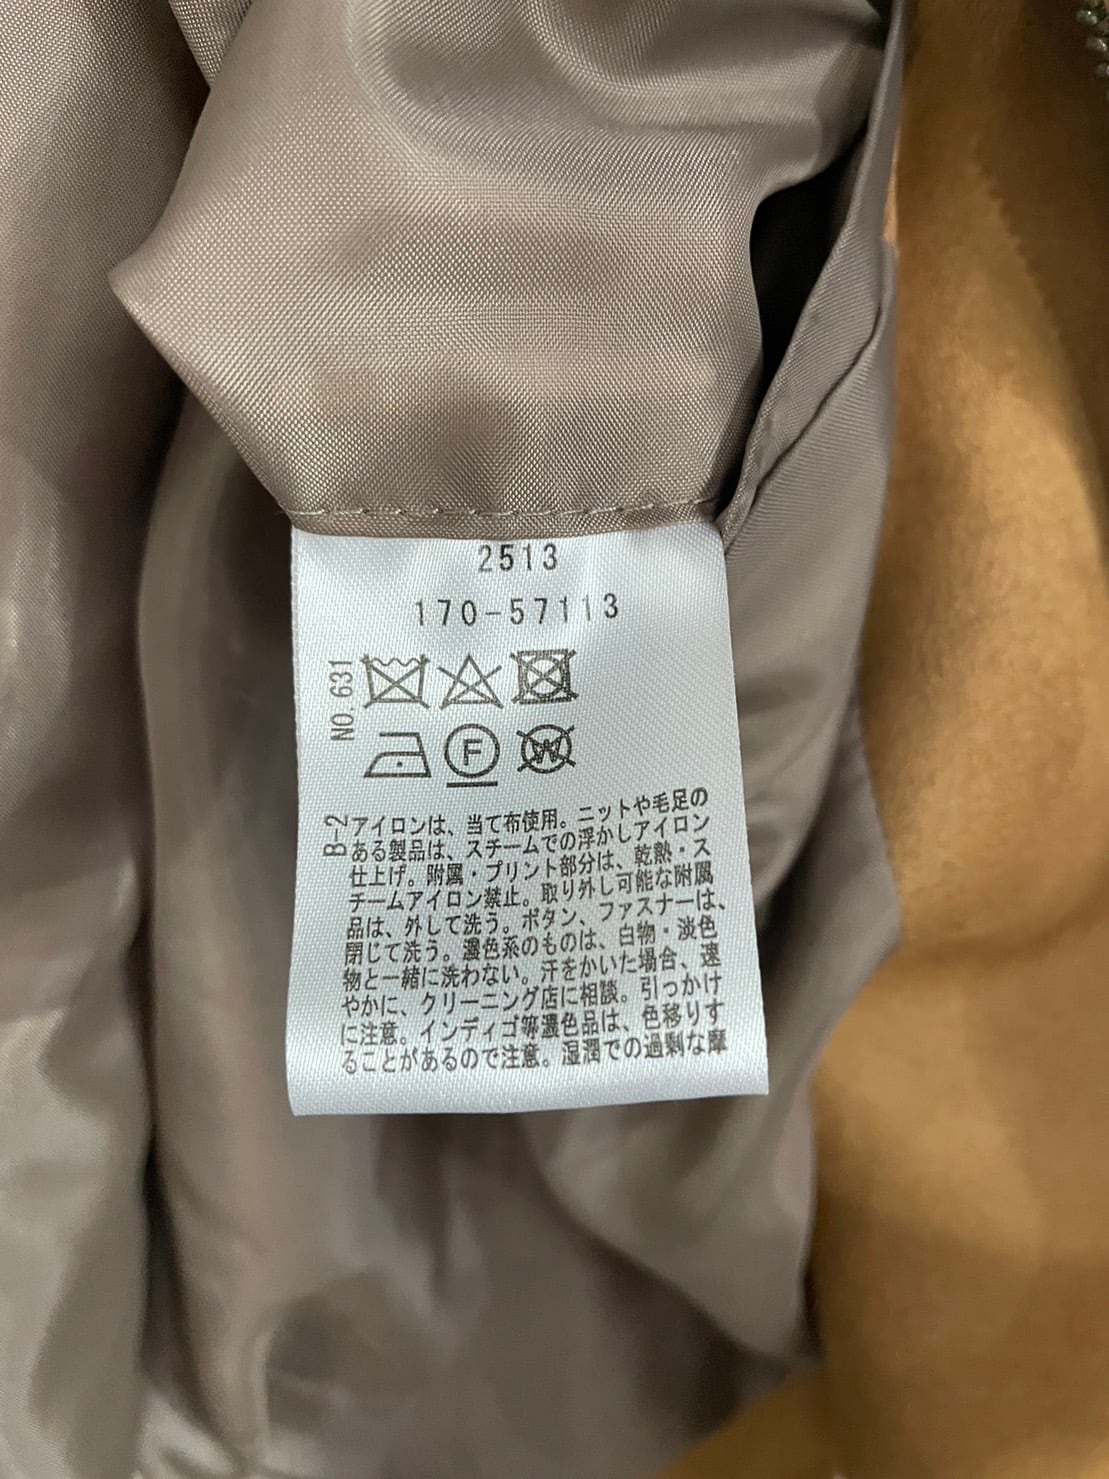 2513
170-57113
NO.631
F
W
B-2
アイロンは、当て布使用。ニットや毛足の
ある製品は、スチームでの浮かしアイロン
仕上げ。附属・プリント部分は、乾熱・ス
チームアイロン禁止。取り外し可能な附属
品は、外して洗う。ボタン、ファスナーは、
閉じて洗う。濃色系のものは、白物・淡色
物と一緒に洗わない。汗をかいた場合、速
やかに、クリーニング店に相談。引っかけ
に注意。インディゴ等濃色品は、色移りす
ることがあるので注意。湿潤での過剰な摩